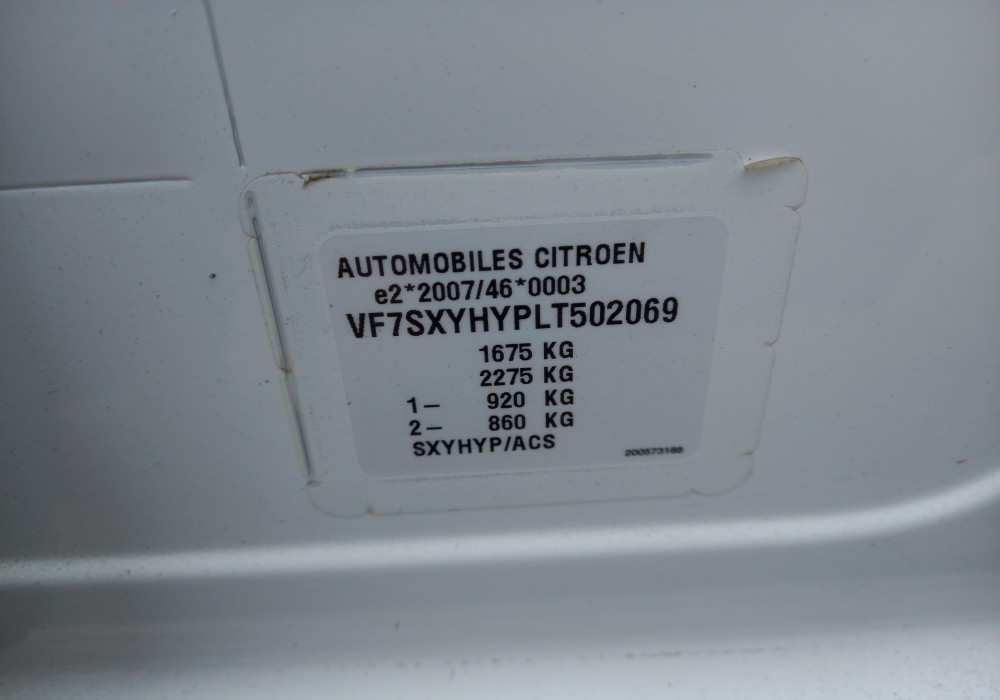 AUTOMOBILES CITROEN
e2*2007/46*0003
VF7SXYHYPLT502069
1675 KG
2275 KG
1– 920 KG
2– 860 KG
SXYHYP/ACS
200573188